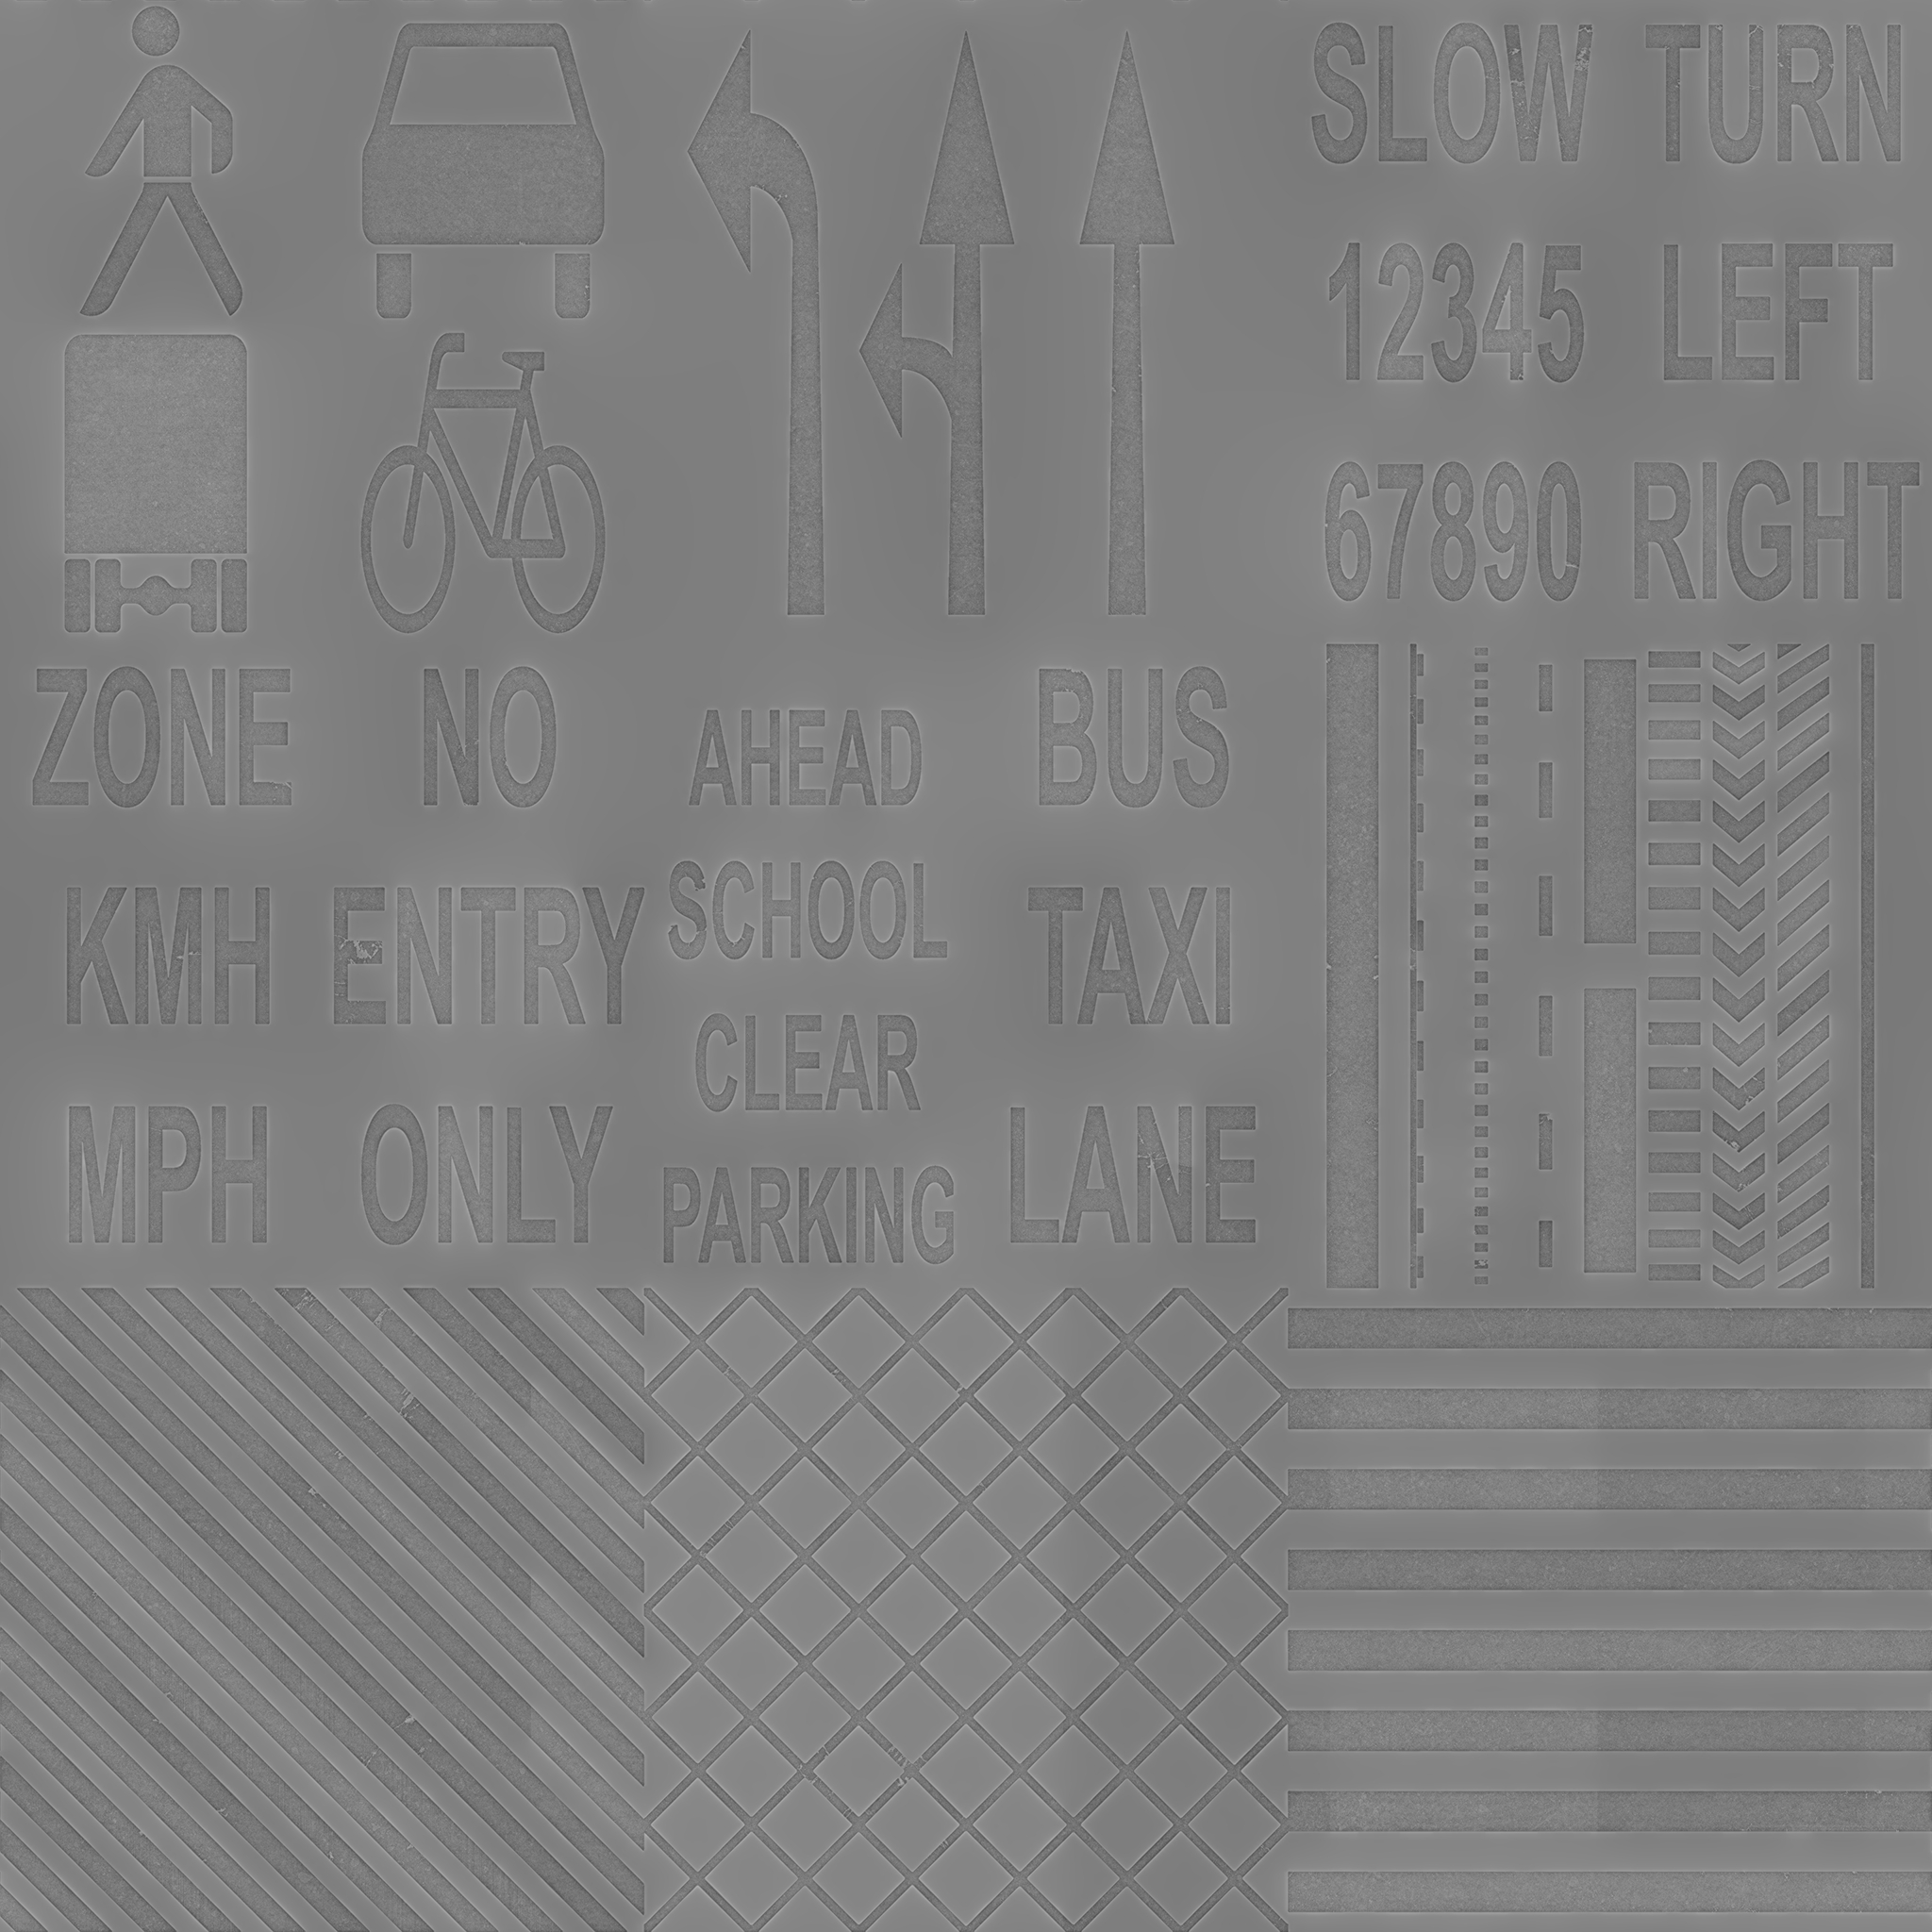 SLOW TURN
12345 LEFT
67890 RIGHT
ZONE NO AHEAD BUS
KMH ENTRY SCHOOL TAXI
CLEAR
MPH ONLY PARKING LANE